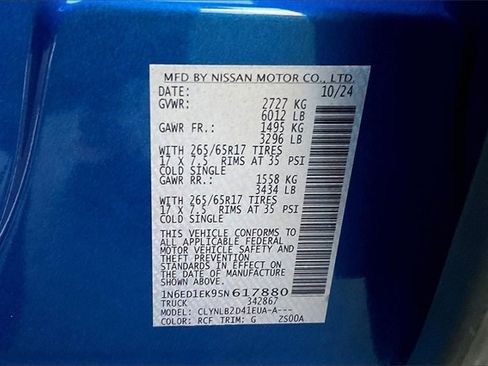 MFD BY NISSAN MOTOR CO., LTD.
DATE: 10/24
GVWR: 2727 KG
6012 LB
GAWR FR.: 1495 KG
3296 LB
WITH 265/65R17 TIRES
17 X 7.5 RIMS AT 35 PSI
COLD SINGLE
GAWR RR.: 1558 KG
3434 LB
WITH 265/65R17 TIRES
17 X 7.5 RIMS AT 35 PSI
COLD SINGLE
THIS VEHICLE CONFORMS TO
ALL APPLICABLE FEDERAL
MOTOR VEHICLE SAFETY AND
THEFT PREVENTION
STANDARDS IN EFFECT ON
THE DATE OF MANUFACTURE
SHOWN ABOVE.
1N6ED1EK9SN617880
TRUCK 342867
MODEL: CLYNLB2D41EUA-A---
COLOR: RCF TRIM: G ZS00A